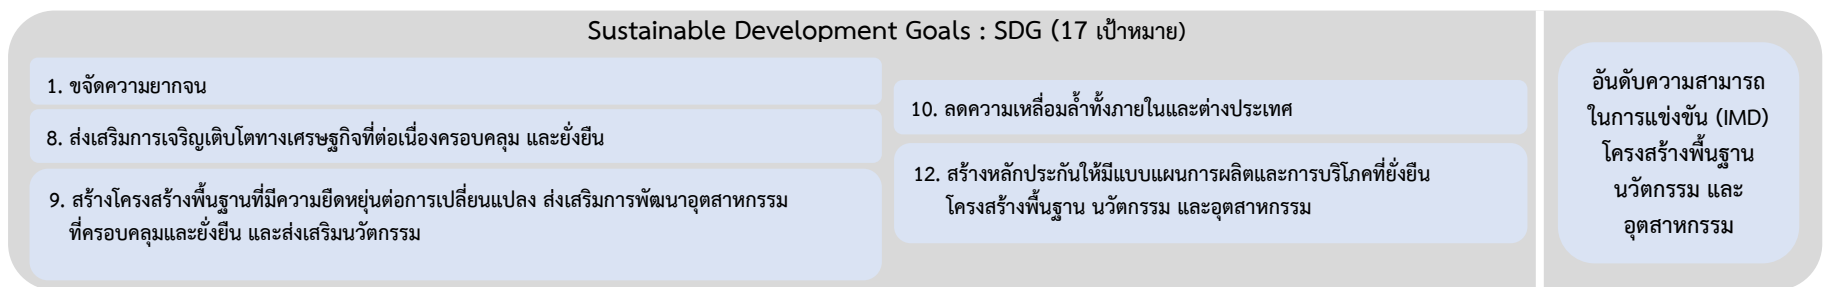 Sustainable Development Goals : SDG (17 เป้าหมาย)
1. ขจัดความยากจน
8. ส่งเสริมการเจริญเติบโตทางเศรษฐกิจที่ต่อเนื่องครอบคลุม และยั่งยืน
9. สร้างโครงสร้างพื้นฐานที่มีความยืดหยุ่นต่อการเปลี่ยนแปลง ส่งเสริมการพัฒนาอุตสาหกรรม
ที่ครอบคลุมและยั่งยืน และส่งเสริมนวัตกรรม
10. ลดความเหลื่อมล้ำทั้งภายในและต่างประเทศ
12. สร้างหลักประกันให้มีแบบแผนการผลิตและการบริโภคที่ยั่งยืน
โครงสร้างพื้นฐาน นวัตกรรม และอุตสาหกรรม
อันดับความสามารถ
ในการแข่งขัน (IMD)
โครงสร้างพื้นฐาน
นวัตกรรม และ
อุตสาหกรรม